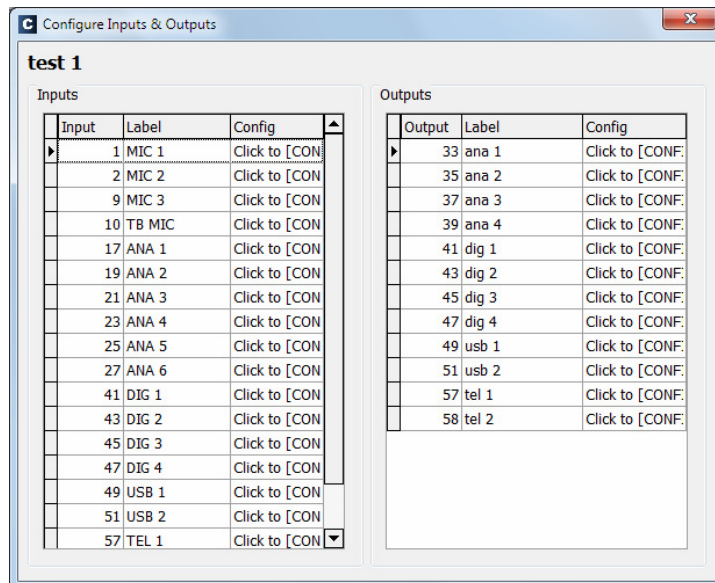 C Configure Inputs & Outputs
test 1
Inputs
Input Label Config
1 MIC 1 Click to [CON
2 MIC 2 Click to [CON
9 MIC 3 Click to [CON
10 TB MIC Click to [CON
17 ANA 1 Click to [CON
19 ANA 2 Click to [CON
21 ANA 3 Click to [CON
23 ANA 4 Click to [CON
25 ANA 5 Click to [CON
27 ANA 6 Click to [CON
41 DIG 1 Click to [CON
43 DIG 2 Click to [CON
45 DIG 3 Click to [CON
47 DIG 4 Click to [CON
49 USB 1 Click to [CON
51 USB 2 Click to [CON
57 TEL 1 Click to [CON
Outputs
Output Label Config
33 ana 1 Click to [CONF
35 ana 2 Click to [CONF
37 ana 3 Click to [CONF
39 ana 4 Click to [CONF
41 dig 1 Click to [CONF
43 dig 2 Click to [CONF
45 dig 3 Click to [CONF
47 dig 4 Click to [CONF
49 usb 1 Click to [CONF
51 usb 2 Click to [CONF
57 tel 1 Click to [CONF
58 tel 2 Click to [CONF